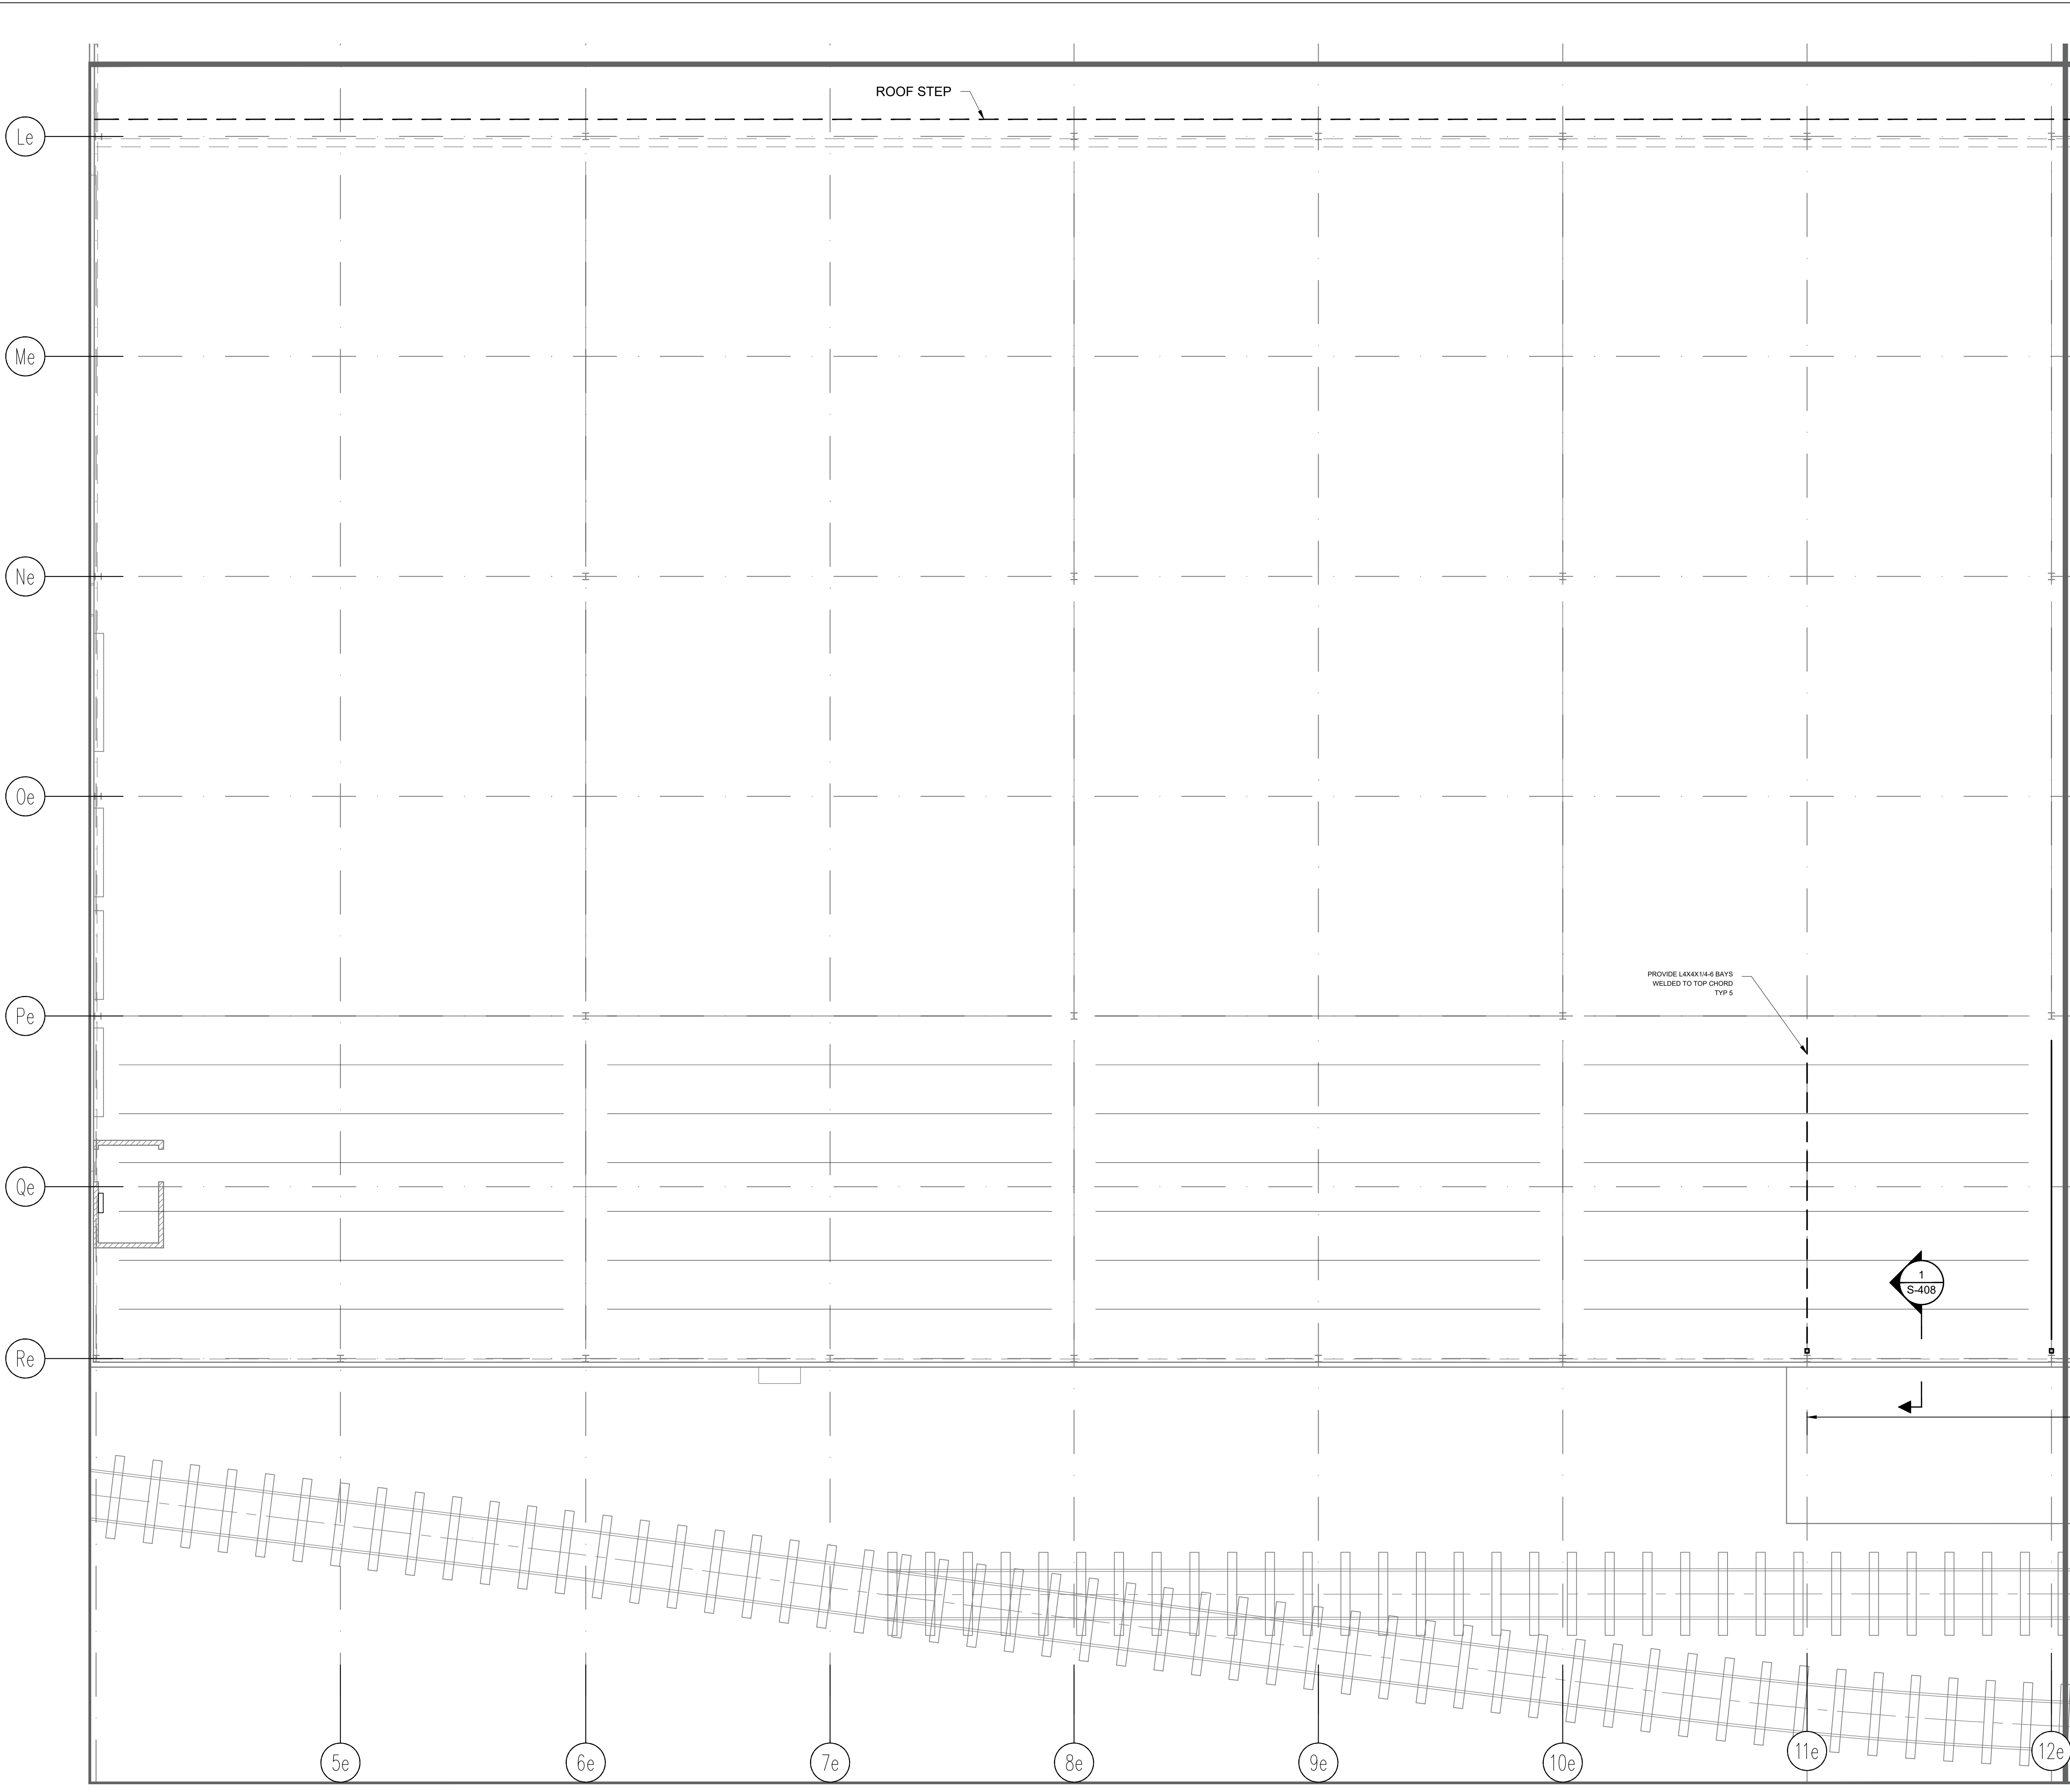 ROOF STEP
Le
Me
Ne
Oe
PROVIDE L4X4X1/4-6 BAYS
WELDED TO TOP CHORD
TYP 5
Pe
Qe
1
S-408
Re
5e
6e
7e
8e
9e
10e
11e
12e